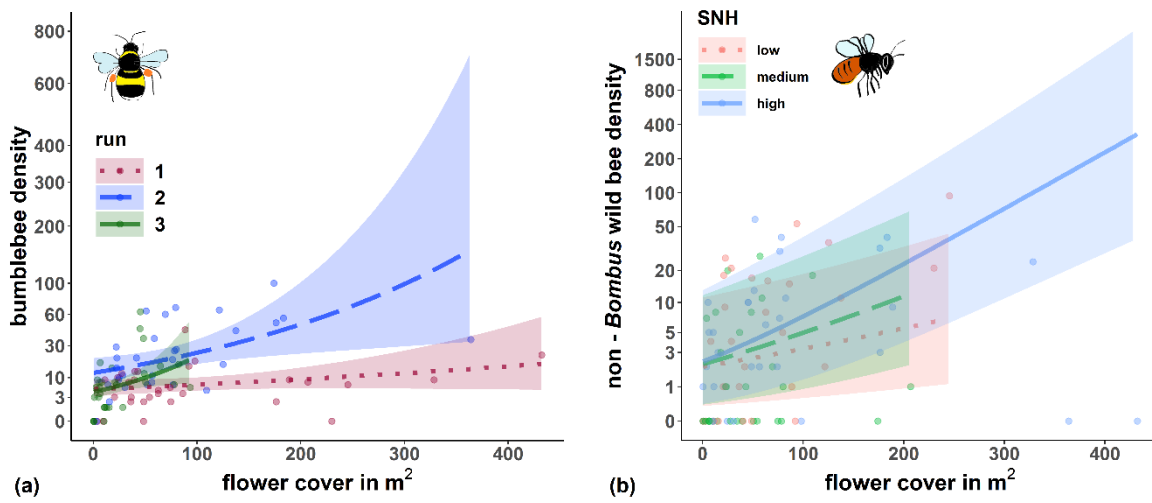 800
600
400
300
200
100
60
30
10
3
0
bumblebee density
run
1
2
3
0 100 200 300 400
(a) flower cover in m2
SNH
low
medium
high
1500
800
400
200
100
50
20
10
5
3
1
0
non - Bombus wild bee density
0 100 200 300 400
(b) flower cover in m2